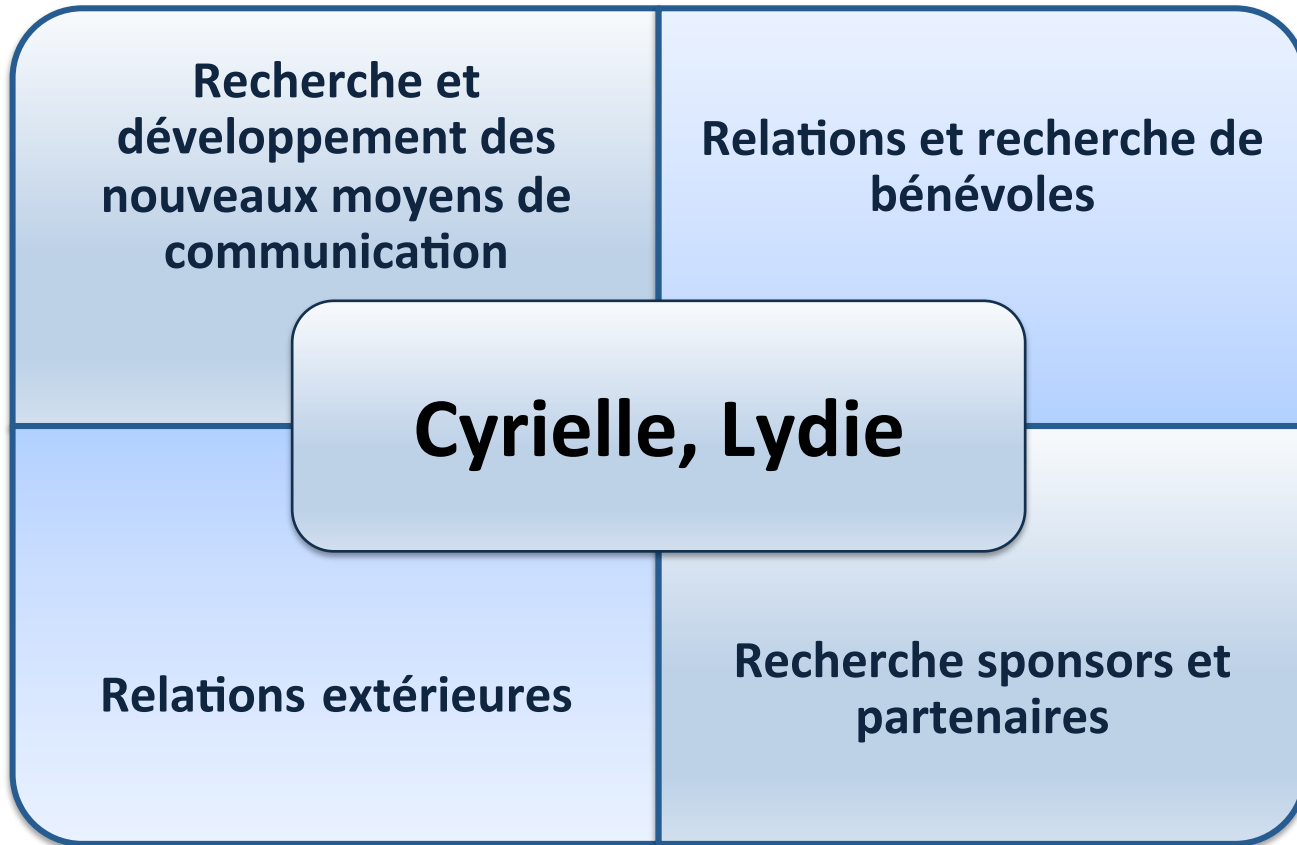 Recherche et
développement des
nouveaux moyens de
communication
Relations et recherche de
bénévoles
Cyrielle, Lydie
Relations extérieures
Recherche sponsors et
partenaires